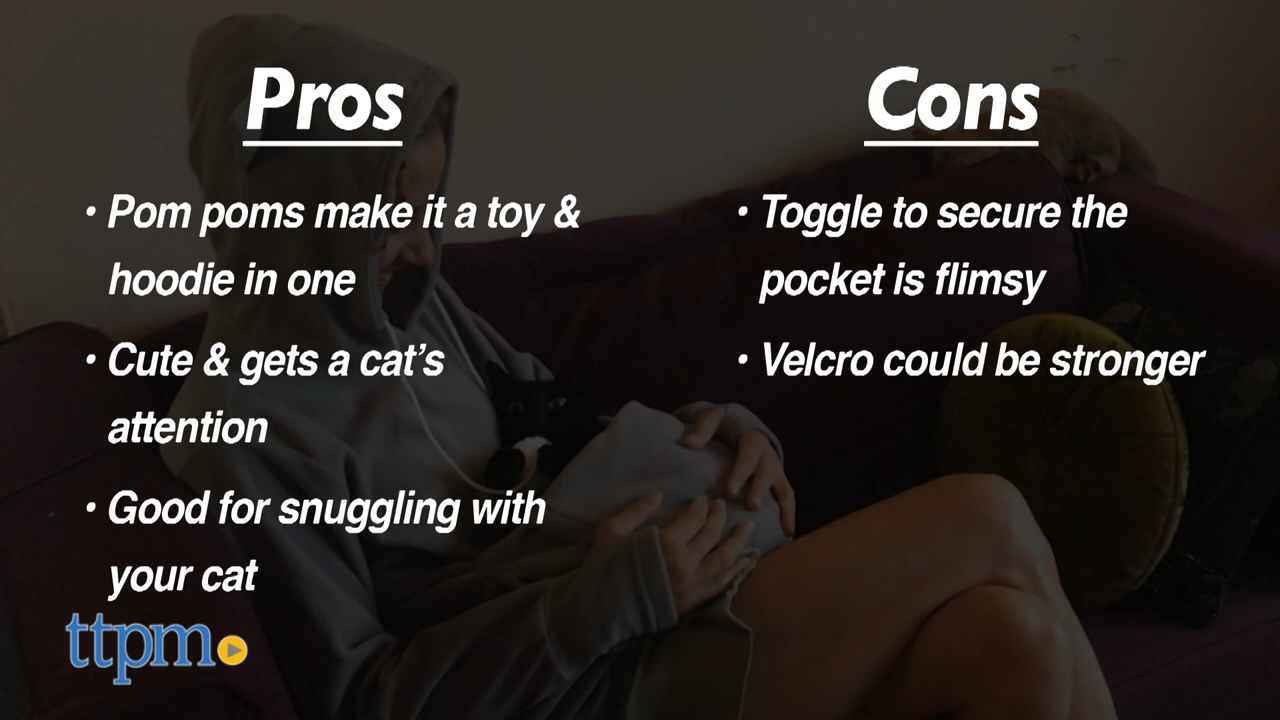 Pros
• Pom poms make it a toy &
hoodie in one
• Cute & gets a cat’s
attention
• Good for snuggling with
your cat
Cons
• Toggle to secure the
pocket is flimsy
• Velcro could be stronger
ttpm